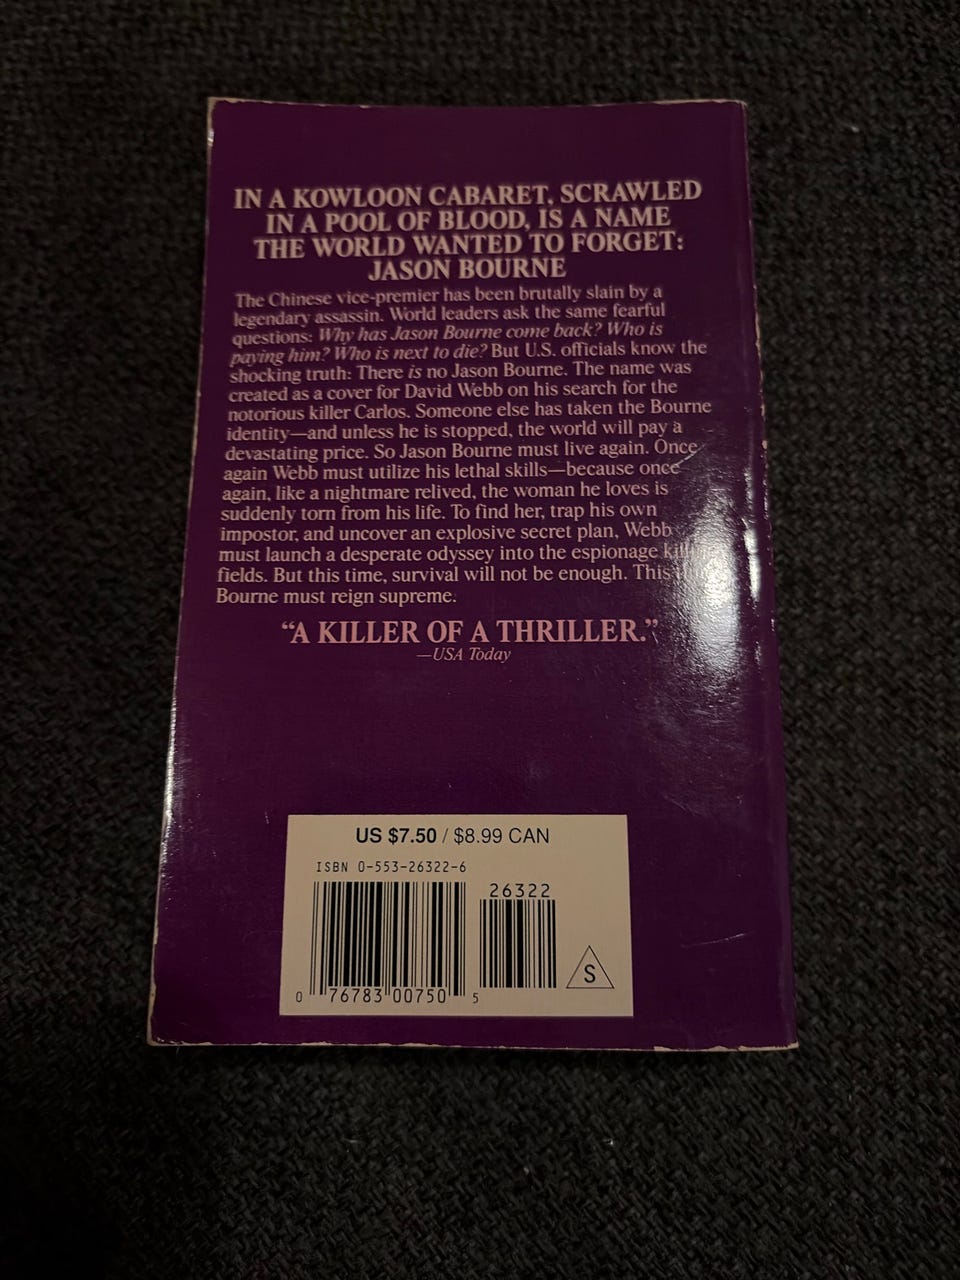 IN A KOWLOON CABARET, SCRAWLED
IN A POOL OF BLOOD, IS A NAME
THE WORLD WANTED TO FORGET:
JASON BOURNE
The Chinese vice-premier has been brutally slain by a
legendary assassin. World leaders ask the same fearful
questions: Why has Jason Bourne come back? Who is
paying him? Who is next to die? But U.S. officials know the
shocking truth: There is no Jason Bourne. The name was
created as a cover for David Webb on his search for the
notorious killer Carlos. Someone else has taken the Bourne
identity—and unless he is stopped, the world will pay a
devastating price. So Jason Bourne must live again. Once
again Webb must utilize his lethal skills—because once
again, like a nightmare relived, the woman he loves is
suddenly torn from his life. To find her, trap his own
impostor, and uncover an explosive secret plan, Webb
must launch a desperate odyssey into the espionage killing
fields. But this time, survival will not be enough. This
Bourne must reign supreme.
“A KILLER OF A THRILLER.”
—USA Today
US $7.50 / $8.99 CAN
ISBN 0-553-26322-6
26322
0 76783 00750 5
S